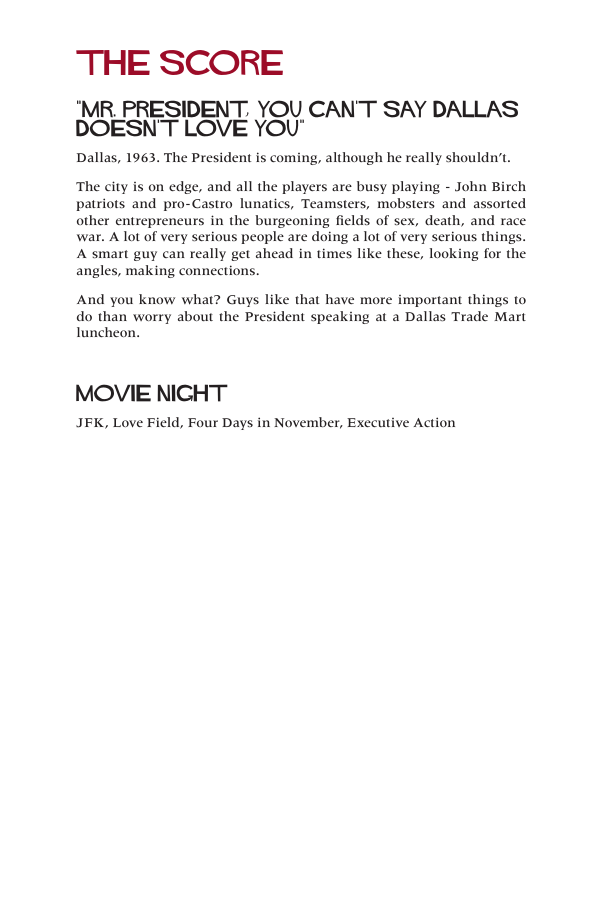 THE SCORE
"MR. PRESIDENT, YOU CAN'T SAY DALLAS
DOESN'T LOVE YOU"
Dallas, 1963. The President is coming, although he really shouldn’t.
The city is on edge, and all the players are busy playing - John Birch
patriots and pro-Castro lunatics, Teamsters, mobsters and assorted
other entrepreneurs in the burgeoning fields of sex, death, and race
war. A lot of very serious people are doing a lot of very serious things.
A smart guy can really get ahead in times like these, looking for the
angles, making connections.
And you know what? Guys like that have more important things to
do than worry about the President speaking at a Dallas Trade Mart
luncheon.
MOVIE NIGHT
JFK, Love Field, Four Days in November, Executive Action